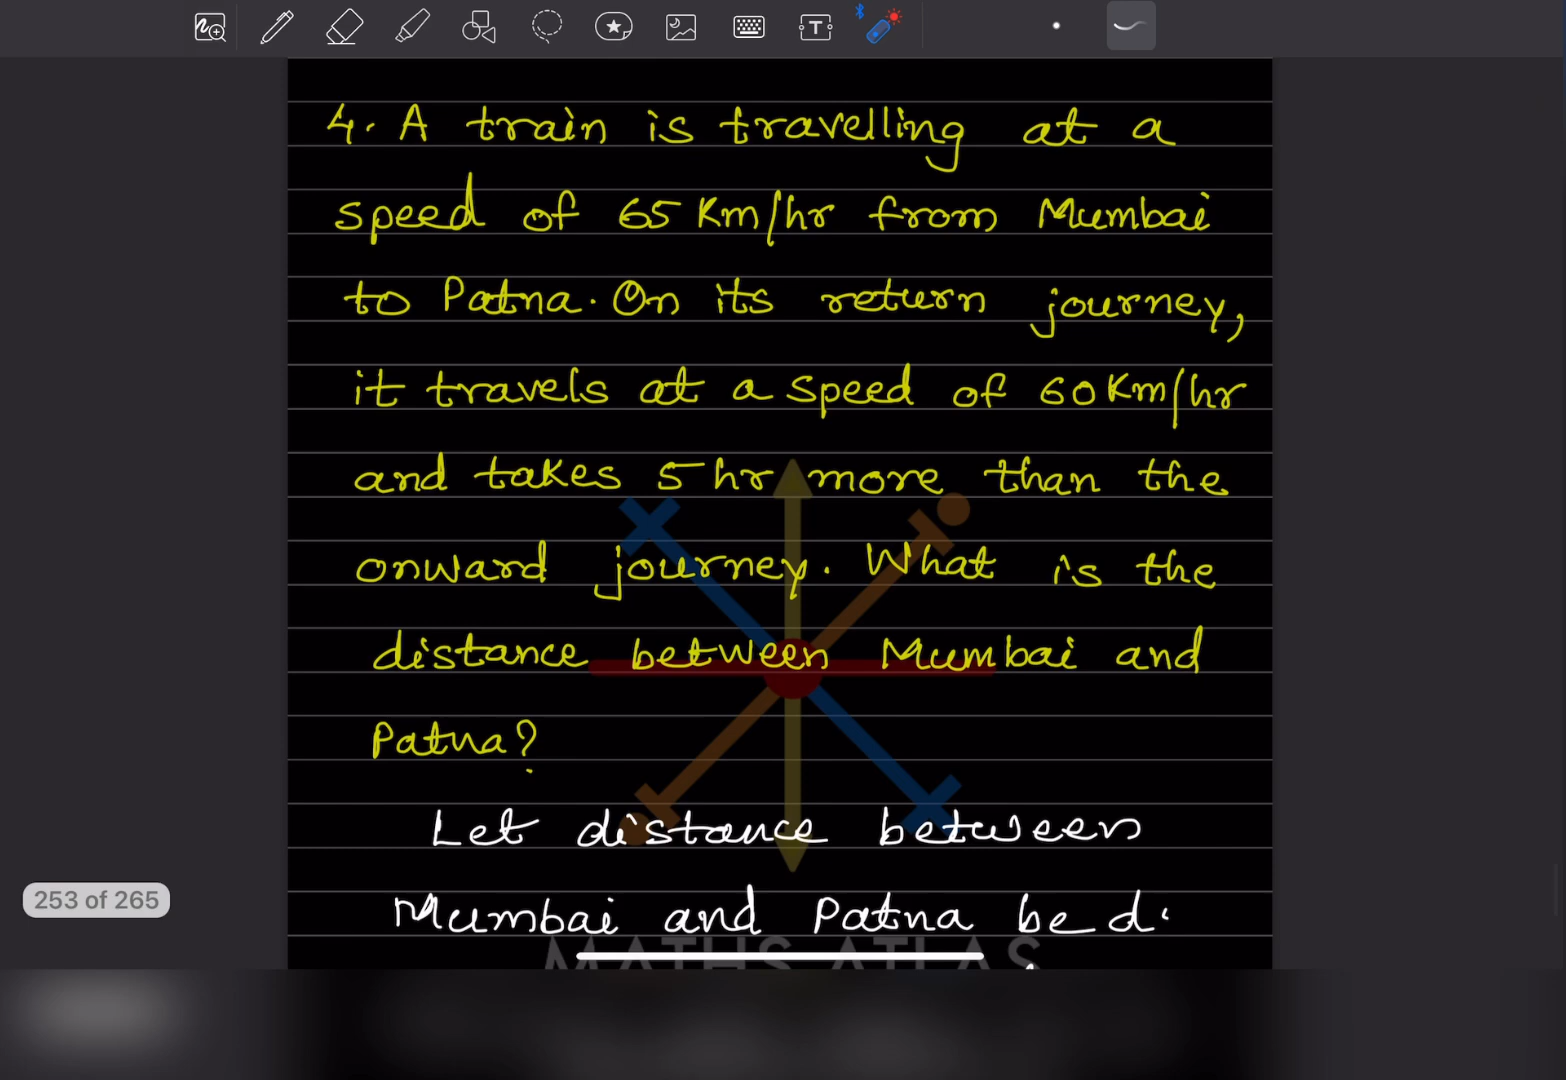 4. A train is travelling at a
speed of 65 Km/hr from Mumbai
to Patna. On its return journey,
it travels at a speed of 60 Km/hr
and takes 5 hr more than the
onward journey. What is the
distance between Mumbai and
Patna?
Let distance between
253 of 265
Mumbai and Patna be d.
MATHS ATLAS